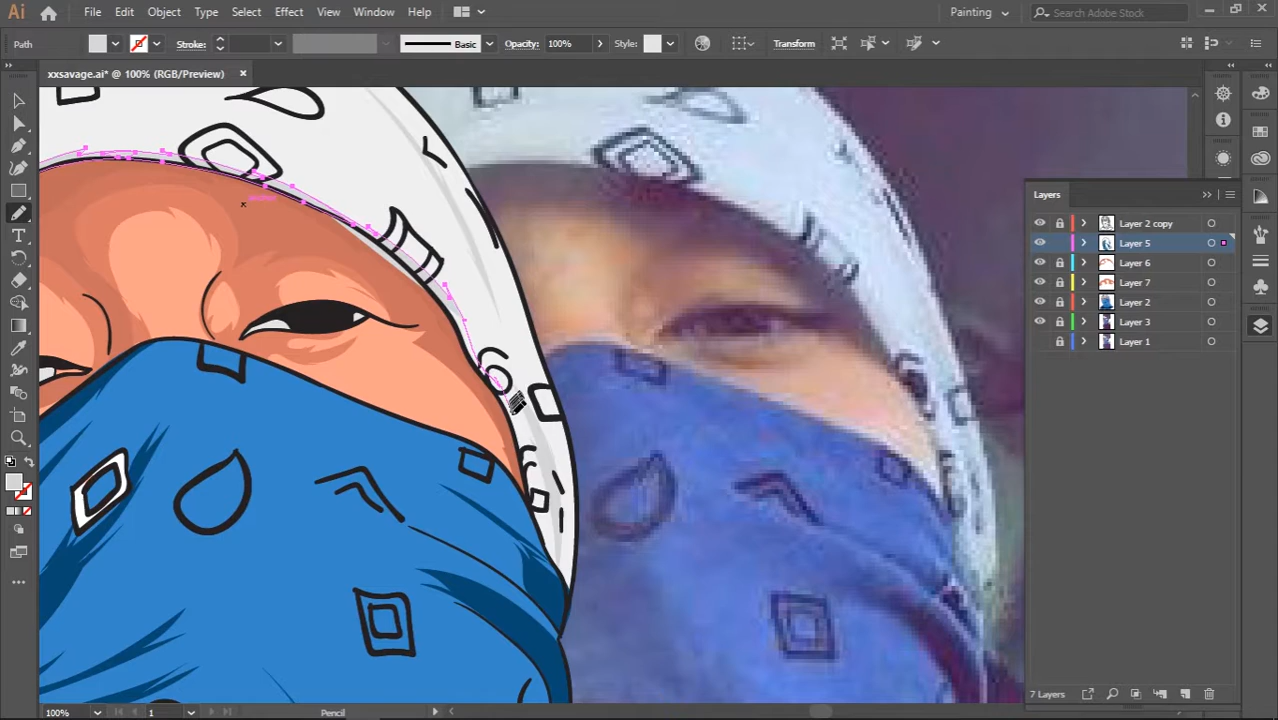 Ai File Edit Object Type Select Effect View Window Help Painting Search Adobe Stock
Path Stroke: Basic Opacity: 100% Style: Transform
xxsavage.ai* @ 100% (RGB/Preview) ×
Layers
Layer 2 copy
Layer 5
Layer 6
Layer 7
Layer 2
Layer 3
Layer 1
7 Layers
100% 1 Pencil